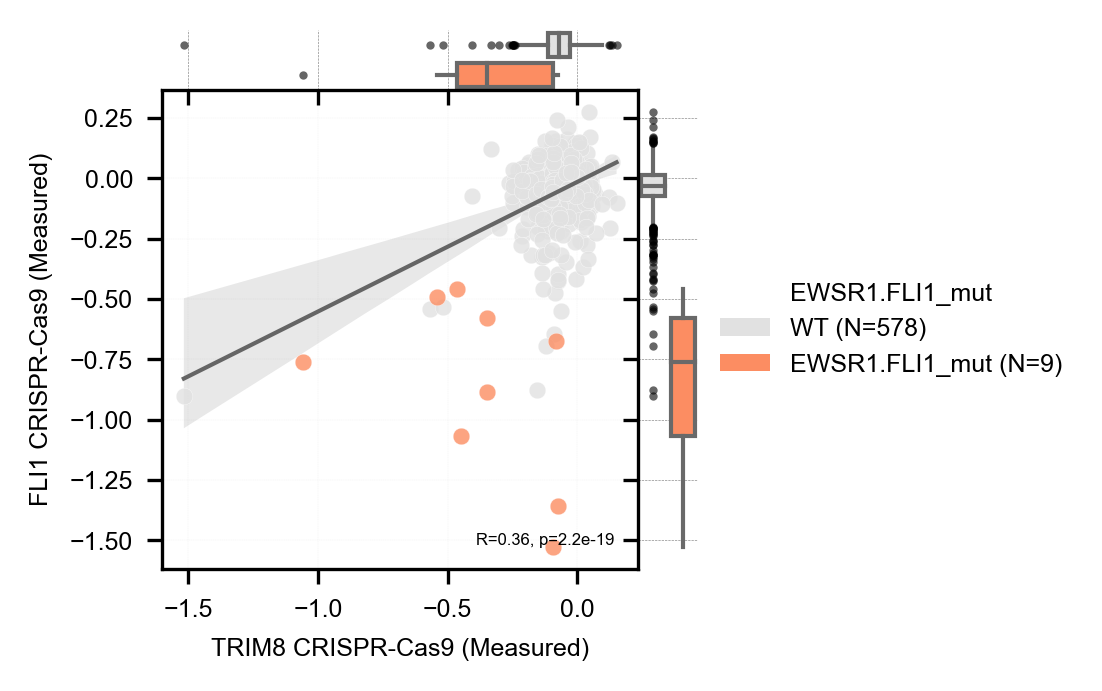 0.25
0.00
−0.25
−0.50
−0.75
−1.00
−1.25
−1.50
FLI1 CRISPR-Cas9 (Measured)
R=0.36, p=2.2e-19
−1.5
−1.0
−0.5
0.0
TRIM8 CRISPR-Cas9 (Measured)
EWSR1.FLI1_mut
WT (N=578)
EWSR1.FLI1_mut (N=9)